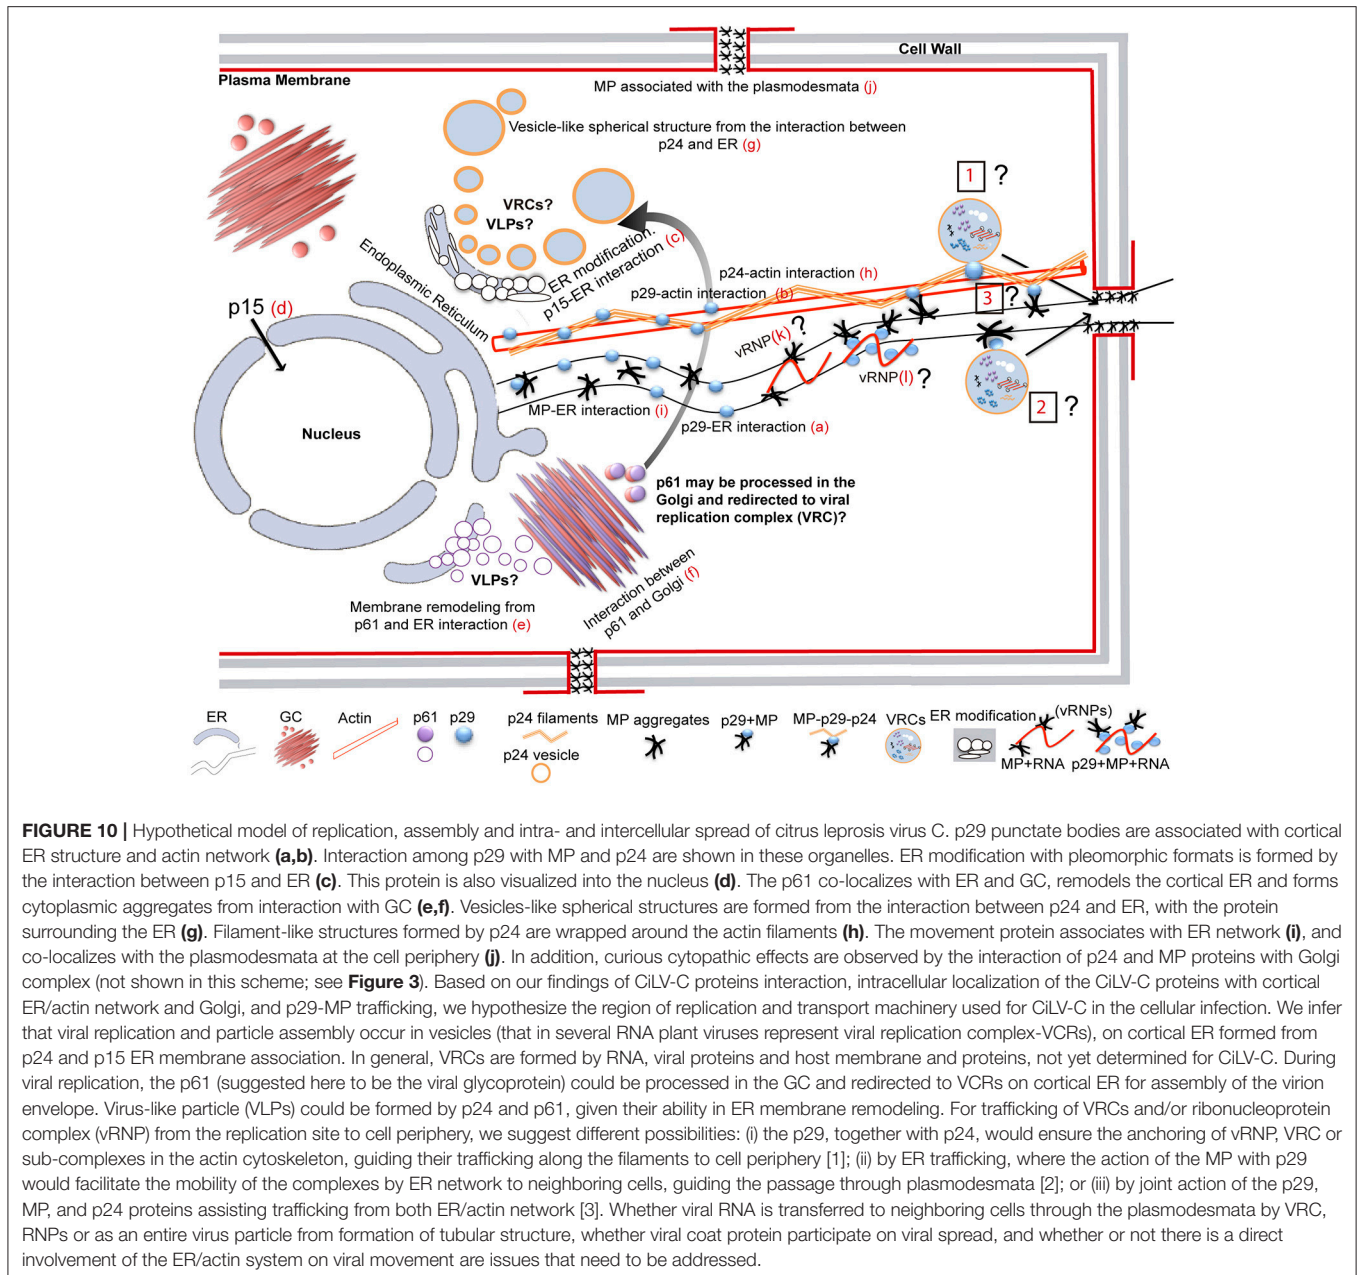 Cell Wall
Plasma Membrane
MP associated with the plasmodesmata (j)
Vesicle-like spherical structure from the interaction between
p24 and ER (g)
1 ?
VRCs?
VLPs?
ER modification:
p15-ER interaction (c)
Endoplasmic Reticulum
p24-actin interaction (h)
p29-actin interaction (b)
3 ?
p15 (d)
vRNP(k)?
vRNP(l) ?
MP-ER interaction (i)
p29-ER interaction (a)
2 ?
Nucleus
p61 may be processed in the
Golgi and redirected to viral
replication complex (VRC)?
VLPs?
Interaction between
p61 and Golgi (f)
Membrane remodeling from
p61 and ER interaction (e)
ER
GC
Actin
p61
p29
p24 filaments
p24 vesicle
MP aggregates
p29+MP
MP-p29-p24
VRCs
ER modification
(vRNPs)
MP+RNA
p29+MP+RNA
FIGURE 10 | Hypothetical model of replication, assembly and intra- and intercellular spread of citrus leprosis virus C. p29 punctate bodies are associated with cortical
ER structure and actin network (a,b). Interaction among p29 with MP and p24 are shown in these organelles. ER modification with pleomorphic formats is formed by
the interaction between p15 and ER (c). This protein is also visualized into the nucleus (d). The p61 co-localizes with ER and GC, remodels the cortical ER and forms
cytoplasmic aggregates from interaction with GC (e,f). Vesicles-like spherical structures are formed from the interaction between p24 and ER, with the protein
surrounding the ER (g). Filament-like structures formed by p24 are wrapped around the actin filaments (h). The movement protein associates with ER network (i), and
co-localizes with the plasmodesmata at the cell periphery (j). In addition, curious cytopathic effects are observed by the interaction of p24 and MP proteins with Golgi
complex (not shown in this scheme; see Figure 3). Based on our findings of CiLV-C proteins interaction, intracellular localization of the CiLV-C proteins with cortical
ER/actin network and Golgi, and p29-MP trafficking, we hypothesize the region of replication and transport machinery used for CiLV-C in the cellular infection. We infer
that viral replication and particle assembly occur in vesicles (that in several RNA plant viruses represent viral replication complex-VCRs), on cortical ER formed from
p24 and p15 ER membrane association. In general, VRCs are formed by RNA, viral proteins and host membrane and proteins, not yet determined for CiLV-C. During
viral replication, the p61 (suggested here to be the viral glycoprotein) could be processed in the GC and redirected to VCRs on cortical ER for assembly of the virion
envelope. Virus-like particle (VLPs) could be formed by p24 and p61, given their ability in ER membrane remodeling. For trafficking of VRCs and/or ribonucleoprotein
complex (vRNP) from the replication site to cell periphery, we suggest different possibilities: (i) the p29, together with p24, would ensure the anchoring of vRNP, VRC or
sub-complexes in the actin cytoskeleton, guiding their trafficking along the filaments to cell periphery [1]; (ii) by ER trafficking, where the action of the MP with p29
would facilitate the mobility of the complexes by ER network to neighboring cells, guiding the passage through plasmodesmata [2]; or (iii) by joint action of the p29,
MP, and p24 proteins assisting trafficking from both ER/actin network [3]. Whether viral RNA is transferred to neighboring cells through the plasmodesmata by VRC,
RNPs or as an entire virus particle from formation of tubular structure, whether viral coat protein participate on viral spread, and whether or not there is a direct
involvement of the ER/actin system on viral movement are issues that need to be addressed.